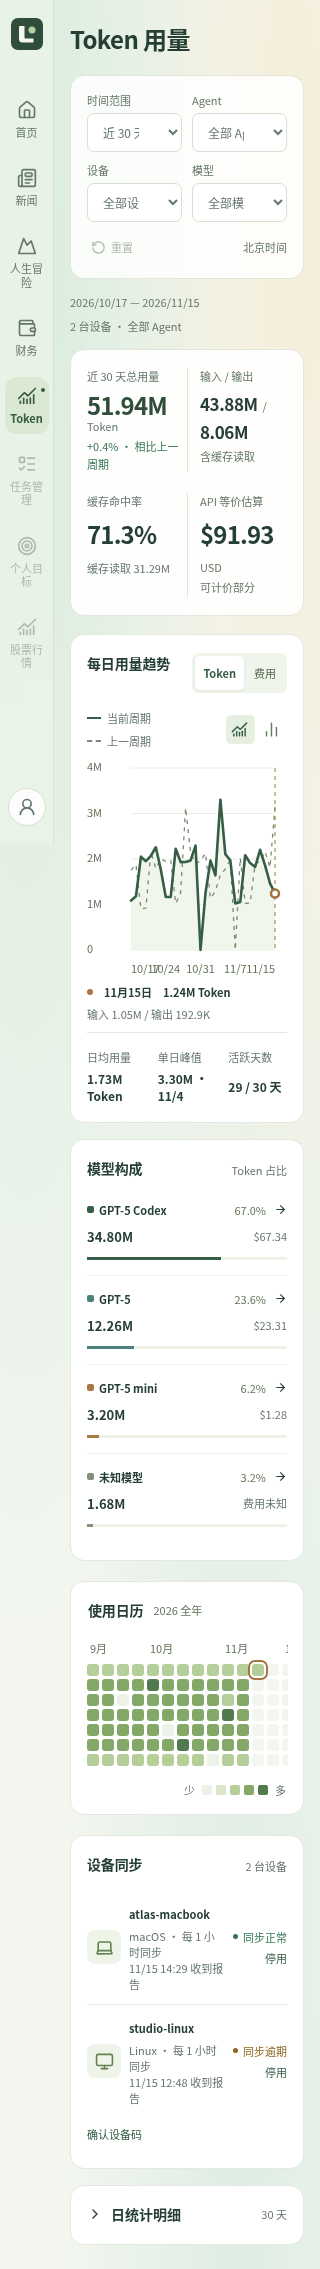 Token 用量
首页
新闻
人生冒
险
财务
Token
任务管
理
个人目
标
股票行
情
时间范围
Agent
近 30 天
全部 Ag
设备
模型
全部设
全部模
重置
北京时间
2026/10/17 — 2026/11/15
2 台设备 · 全部 Agent
近 30 天总用量
51.94M
Token
+0.4% · 相比上一
周期
输入 / 输出
43.88M /
8.06M
含缓存读取
缓存命中率
71.3%
缓存读取 31.29M
API 等价估算
$91.93
USD
可计价部分
每日用量趋势
Token 费用
当前周期
上一周期
4M
3M
2M
1M
0
10/17 10/24 10/31 11/7 11/15
11月15日 1.24M Token
输入 1.05M / 输出 192.9K
日均用量
1.73M
Token
单日峰值
3.30M ·
11/4
活跃天数
29 / 30 天
模型构成
Token 占比
GPT-5 Codex 67.0%
34.80M $67.34
GPT-5 23.6%
12.26M $23.31
GPT-5 mini 6.2%
3.20M $1.28
未知模型 3.2%
1.68M 费用未知
使用日历 2026 全年
9月 10月 11月
少 多
设备同步 2 台设备
atlas-macbook
macOS · 每 1 小
时同步
11/15 14:29 收到报
告
同步正常
停用
studio-linux
Linux · 每 1 小时
同步
11/15 12:48 收到报
告
同步逾期
停用
确认设备码
日统计明细 30 天